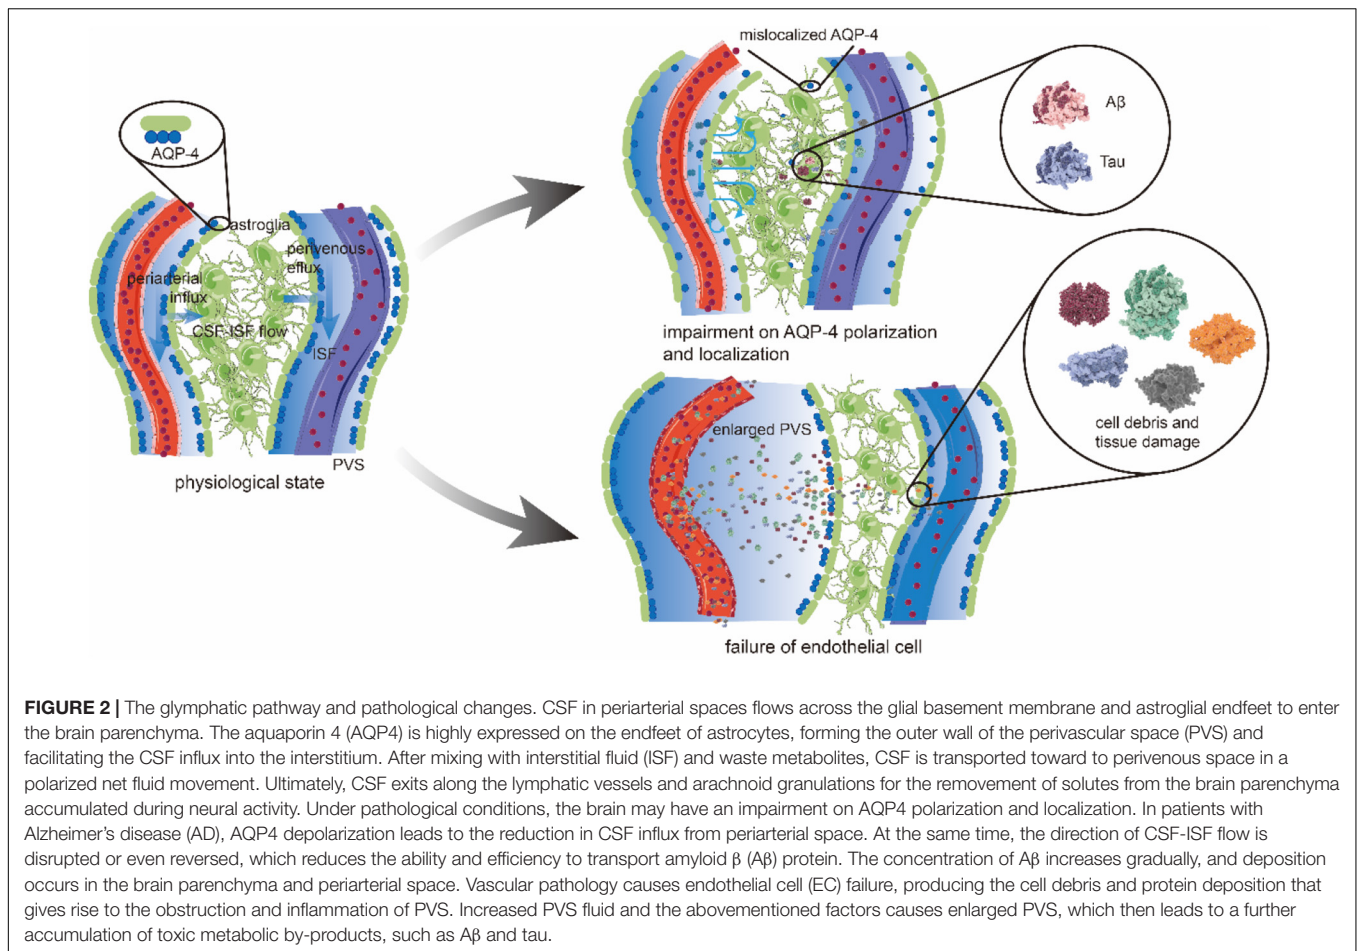 mislocalized AQP-4
Aβ
Tau
AQP-4
astroglia
perivenous
eflux
periarterial
influx
CSF-ISF flow
ISF
PVS
physiological state
impairment on AQP-4 polarization
and localization
enlarged PVS
cell debris and
tissue damage
failure of endothelial cell
FIGURE 2 | The glymphatic pathway and pathological changes. CSF in periarterial spaces flows across the glial basement membrane and astroglial endfeet to enter
the brain parenchyma. The aquaporin 4 (AQP4) is highly expressed on the endfeet of astrocytes, forming the outer wall of the perivascular space (PVS) and
facilitating the CSF influx into the interstitium. After mixing with interstitial fluid (ISF) and waste metabolites, CSF is transported toward to perivenous space in a
polarized net fluid movement. Ultimately, CSF exits along the lymphatic vessels and arachnoid granulations for the removement of solutes from the brain parenchyma
accumulated during neural activity. Under pathological conditions, the brain may have an impairment on AQP4 polarization and localization. In patients with
Alzheimer's disease (AD), AQP4 depolarization leads to the reduction in CSF influx from periarterial space. At the same time, the direction of CSF-ISF flow is
disrupted or even reversed, which reduces the ability and efficiency to transport amyloid β (Aβ) protein. The concentration of Aβ increases gradually, and deposition
occurs in the brain parenchyma and periarterial space. Vascular pathology causes endothelial cell (EC) failure, producing the cell debris and protein deposition that
gives rise to the obstruction and inflammation of PVS. Increased PVS fluid and the abovementioned factors causes enlarged PVS, which then leads to a further
accumulation of toxic metabolic by-products, such as Aβ and tau.